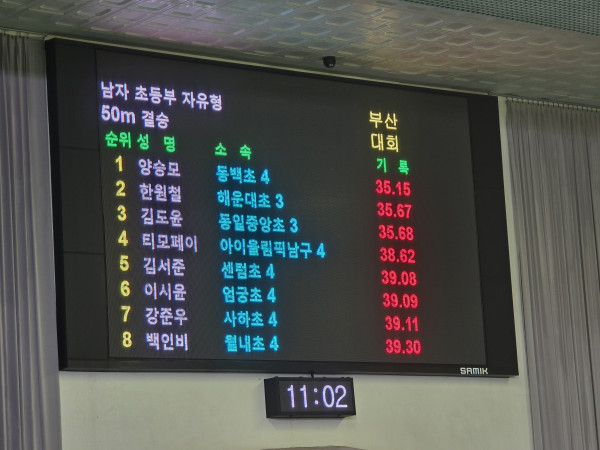 남자 초등부 자유형
50m 결승 부산
대회
순위 성 명 소 속 기 록
1 양승모 동백초 4 35.15
2 한원철 해운대초 3 35.67
3 김도윤 동일중앙초 3 35.68
4 티모페이 아이올림픽남구 4 38.62
5 김서준 센텀초 4 39.08
6 이시윤 엄궁초 4 39.09
7 강준우 사하초 4 39.11
8 백인비 월내초 4 39.30
SAMIK
11:02